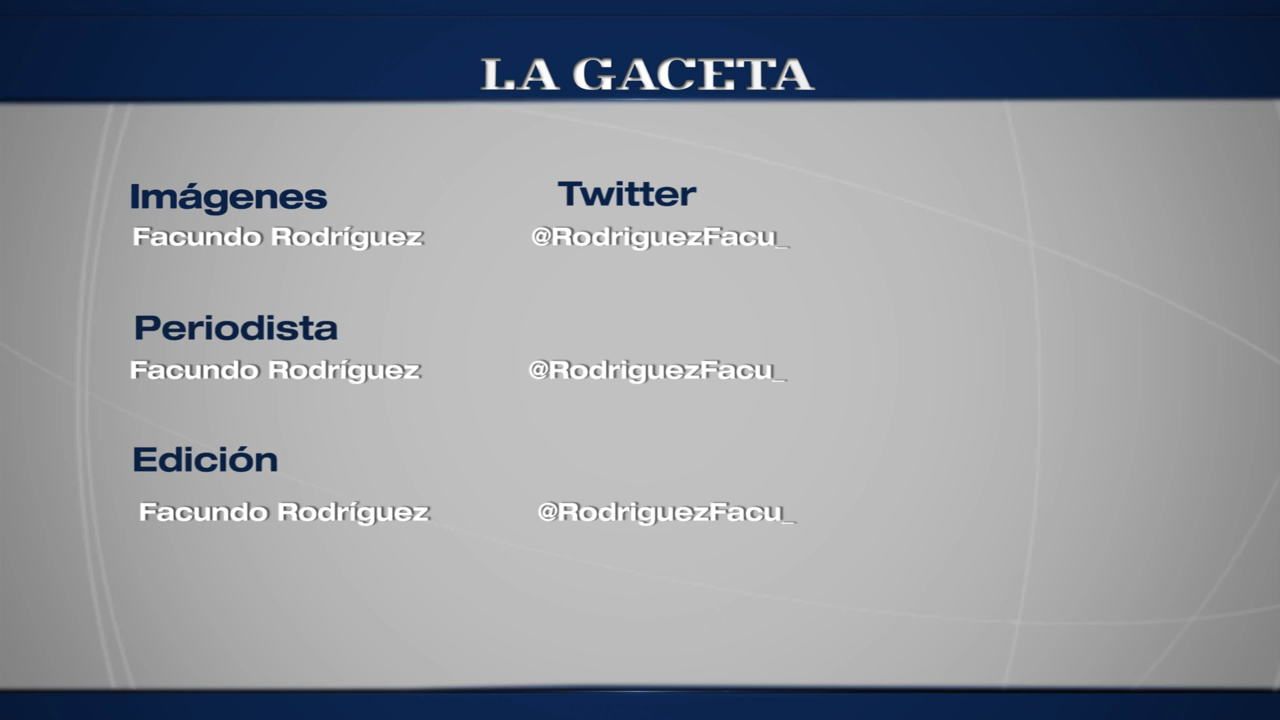 LA GACETA
Imágenes Twitter
Facundo Rodríguez @RodriguezFacu_
Periodista
Facundo Rodríguez @RodriguezFacu_
Edición
Facundo Rodríguez @RodriguezFacu_